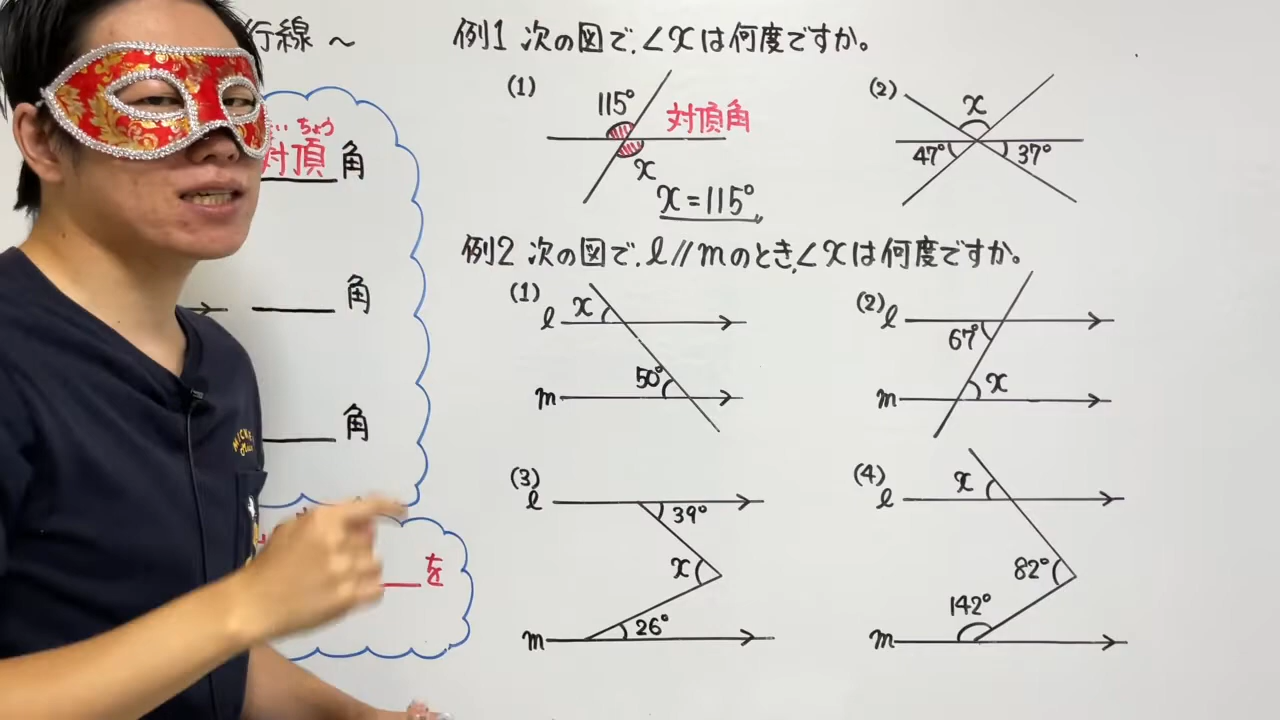 行線 ～
ちょう
対頂角
角
角
を
例1 次の図で、∠xは何度ですか。
(1)
115°
対頂角
x
x=115°
(2)
x
47°
37°
例2 次の図で、l//mのとき、∠xは何度ですか。
(1)
x
l
50°
m
(2)
l
67°
x
m
(3)
l
39°
x
26°
m
(4)
l
x
82°
142°
m